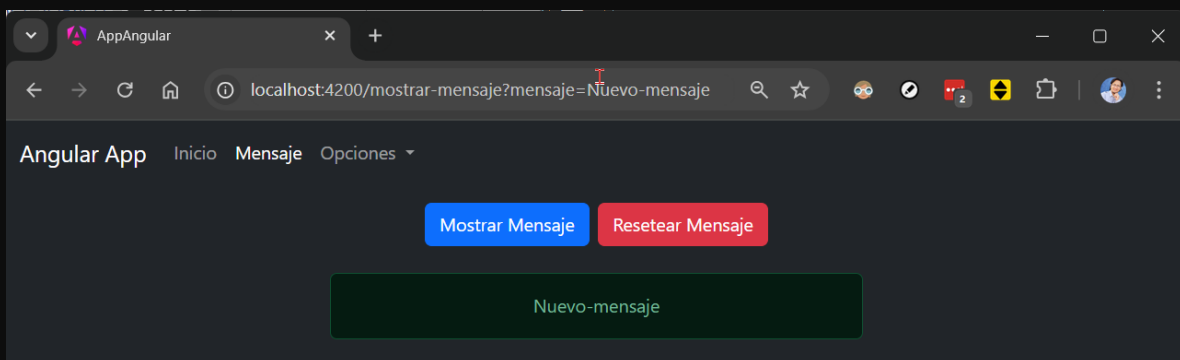 AppAngular
localhost:4200/mostrar-mensaje?mensaje=Nuevo-mensaje
2
Angular App Inicio Mensaje Opciones
Mostrar Mensaje Resetear Mensaje
Nuevo-mensaje